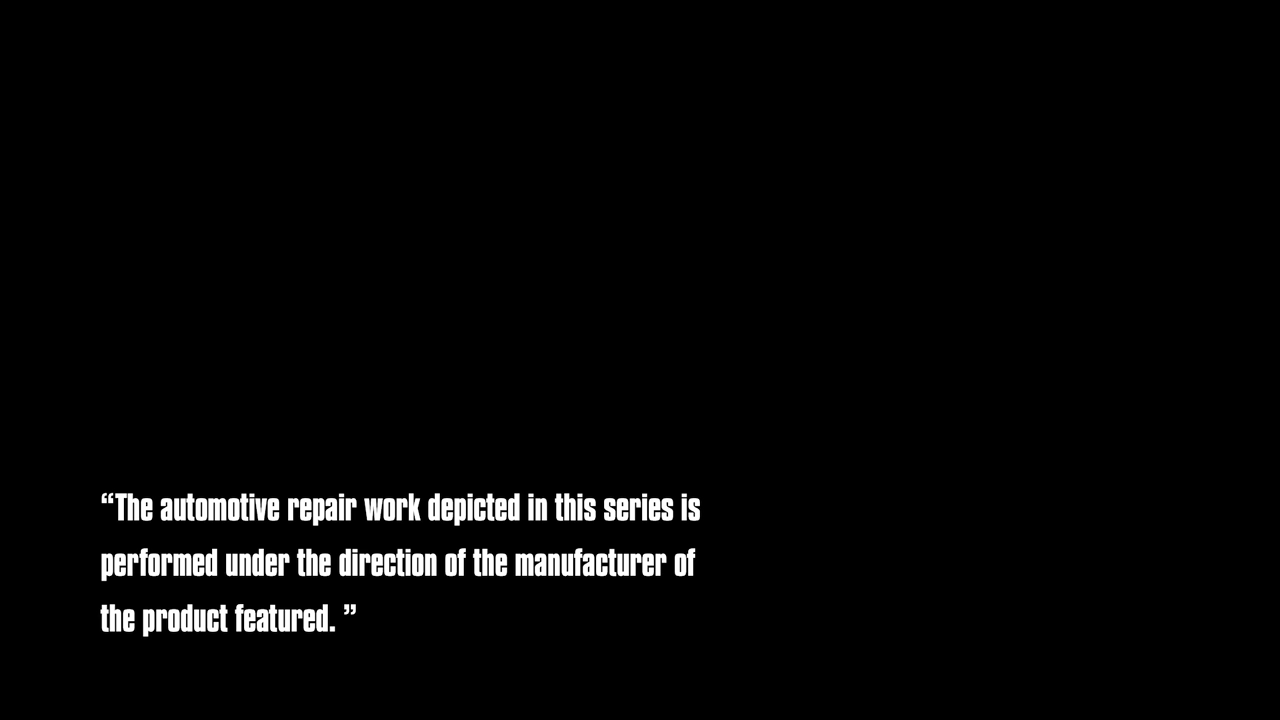 “The automotive repair work depicted in this series is
performed under the direction of the manufacturer of
the product featured. ”